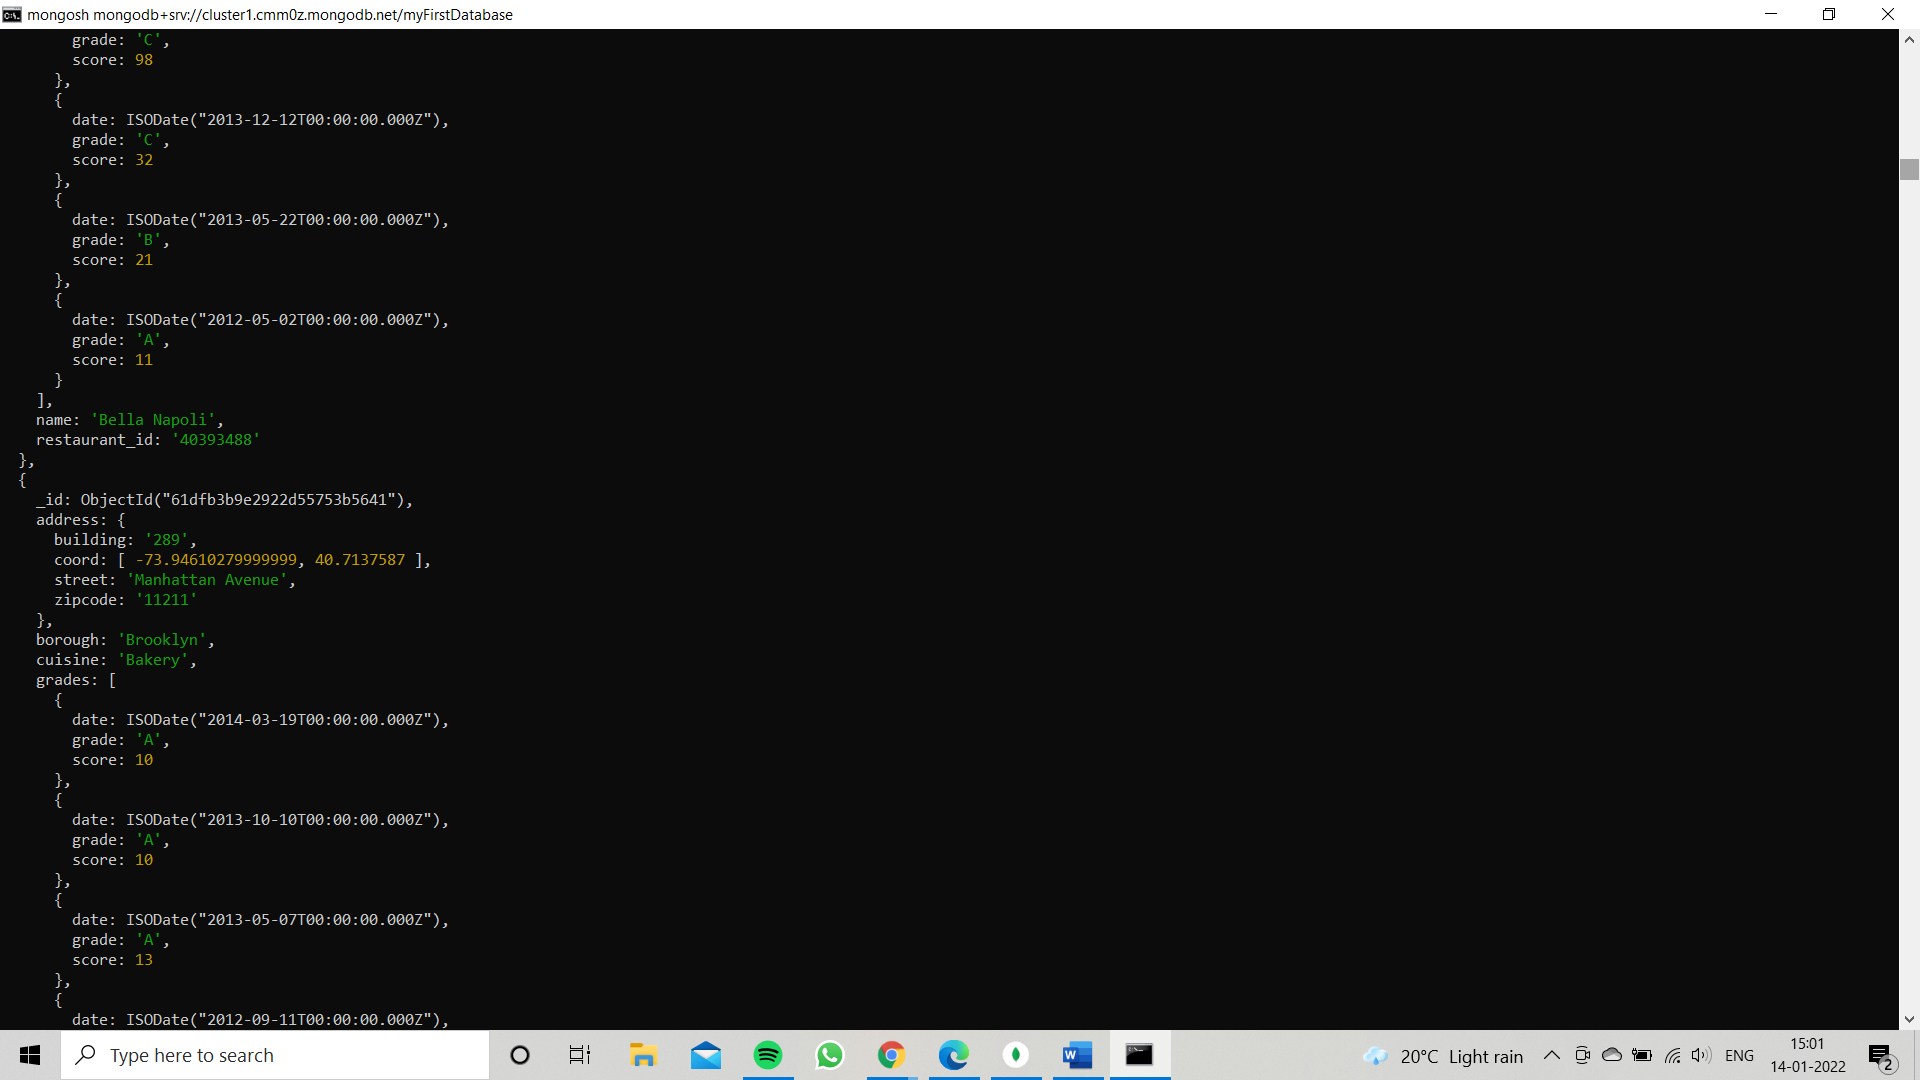 mongosh mongodb+srv://cluster1.cmm0z.mongodb.net/myFirstDatabase
      grade: 'C',
      score: 98
    },
    {
      date: ISODate("2013-12-12T00:00:00.000Z"),
      grade: 'C',
      score: 32
    },
    {
      date: ISODate("2013-05-22T00:00:00.000Z"),
      grade: 'B',
      score: 21
    },
    {
      date: ISODate("2012-05-02T00:00:00.000Z"),
      grade: 'A',
      score: 11
    }
  ],
  name: 'Bella Napoli',
  restaurant_id: '40393488'
},
{
  _id: ObjectId("61dfb3b9e2922d55753b5641"),
  address: {
    building: '289',
    coord: [ -73.94610279999999, 40.7137587 ],
    street: 'Manhattan Avenue',
    zipcode: '11211'
  },
  borough: 'Brooklyn',
  cuisine: 'Bakery',
  grades: [
    {
      date: ISODate("2014-03-19T00:00:00.000Z"),
      grade: 'A',
      score: 10
    },
    {
      date: ISODate("2013-10-10T00:00:00.000Z"),
      grade: 'A',
      score: 10
    },
    {
      date: ISODate("2013-05-07T00:00:00.000Z"),
      grade: 'A',
      score: 13
    },
    {
      date: ISODate("2012-09-11T00:00:00.000Z"),
Type here to search
20°C Light rain
ENG
15:01
14-01-2022
2